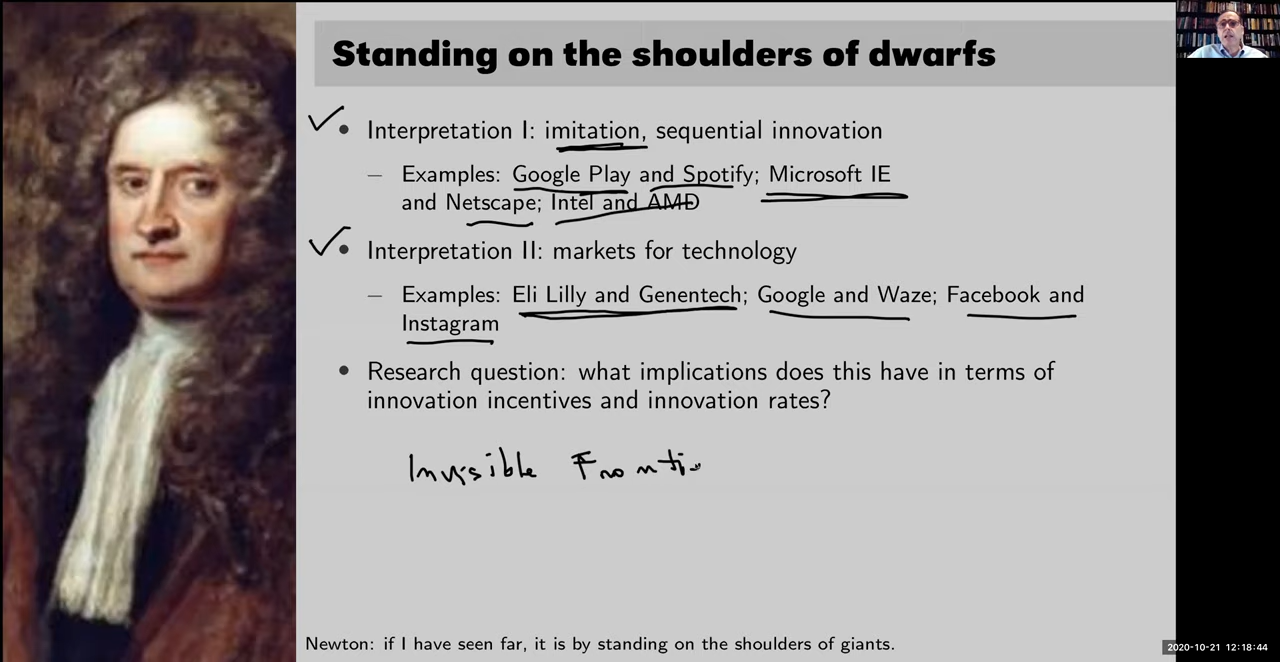 Standing on the shoulders of dwarfs
• Interpretation I: imitation, sequential innovation
– Examples: Google Play and Spotify; Microsoft IE
and Netscape; Intel and AMD
• Interpretation II: markets for technology
– Examples: Eli Lilly and Genentech; Google and Waze; Facebook and
Instagram
• Research question: what implications does this have in terms of
innovation incentives and innovation rates?
Invisible Fronti
Newton: if I have seen far, it is by standing on the shoulders of giants.
2020-10-21 12:18:44